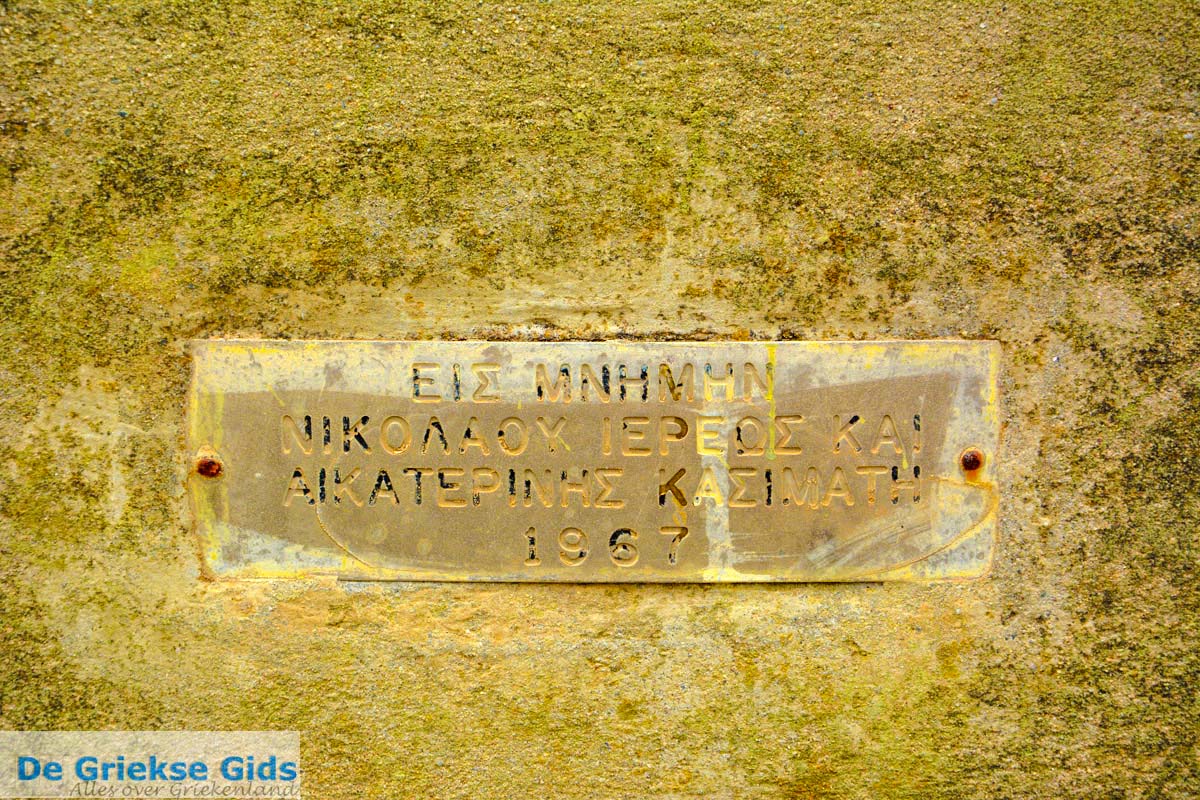 ΕΙΣ ΜΝΗΜΗΝ
ΝΙΚΟΛΑΟΥ ΙΕΡΕΩΣ ΚΑΙ
ΑΙΚΑΤΕΡΙΝΗΣ ΚΑΣΙΜΑΤΗ
1967
De Griekse Gids
Alles over Griekenland